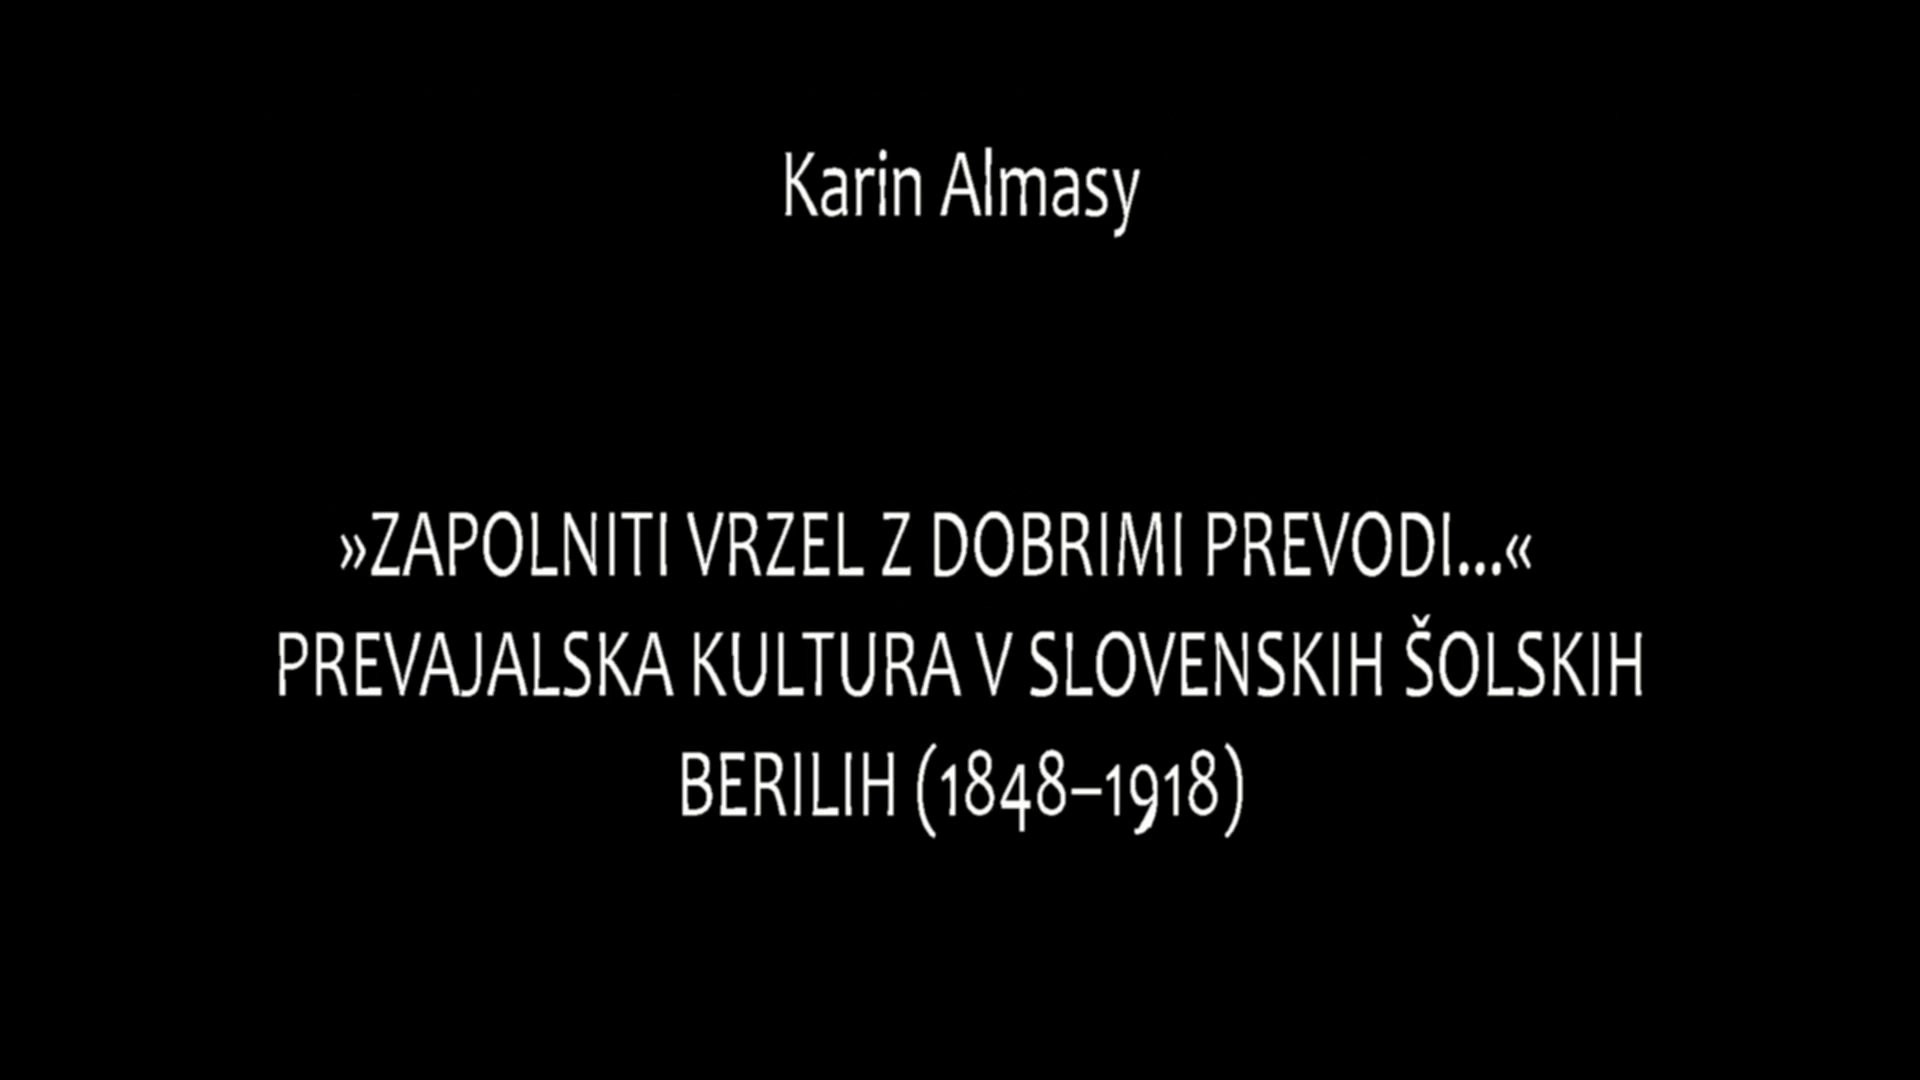 Karin Almasy
»ZAPOLNITI VRZEL Z DOBRIMI PREVODI...«
PREVAJALSKA KULTURA V SLOVENSKIH ŠOLSKIH
BERILIH (1848–1918)